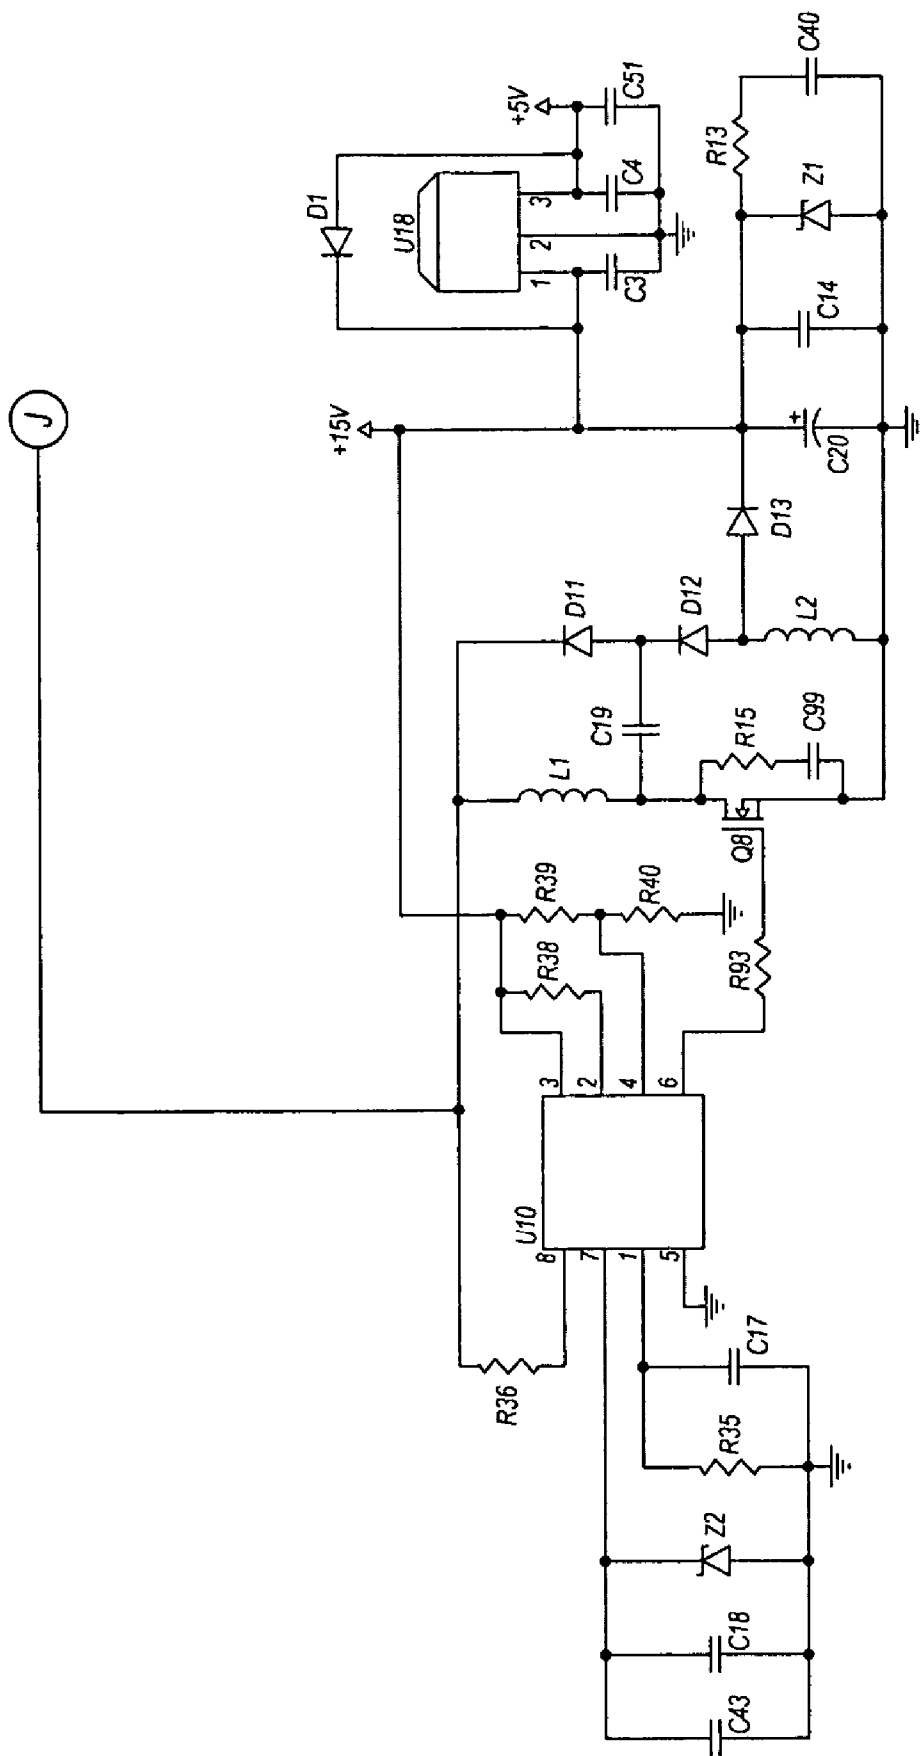 J
+15V
+5V
D1
U18
1
2
3
C3
C4
C51
R13
C40
Z1
C14
C20
+
D13
D11
D12
L2
C19
L1
R15
C99
Q8
R93
R39
R40
R38
3
2
4
6
U10
8
7
1
5
R36
C17
R35
Z2
C18
C43